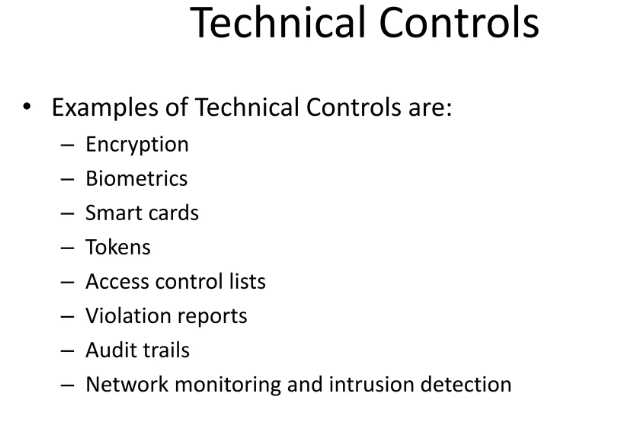 Technical Controls
• Examples of Technical Controls are:
– Encryption
– Biometrics
– Smart cards
– Tokens
– Access control lists
– Violation reports
– Audit trails
– Network monitoring and intrusion detection